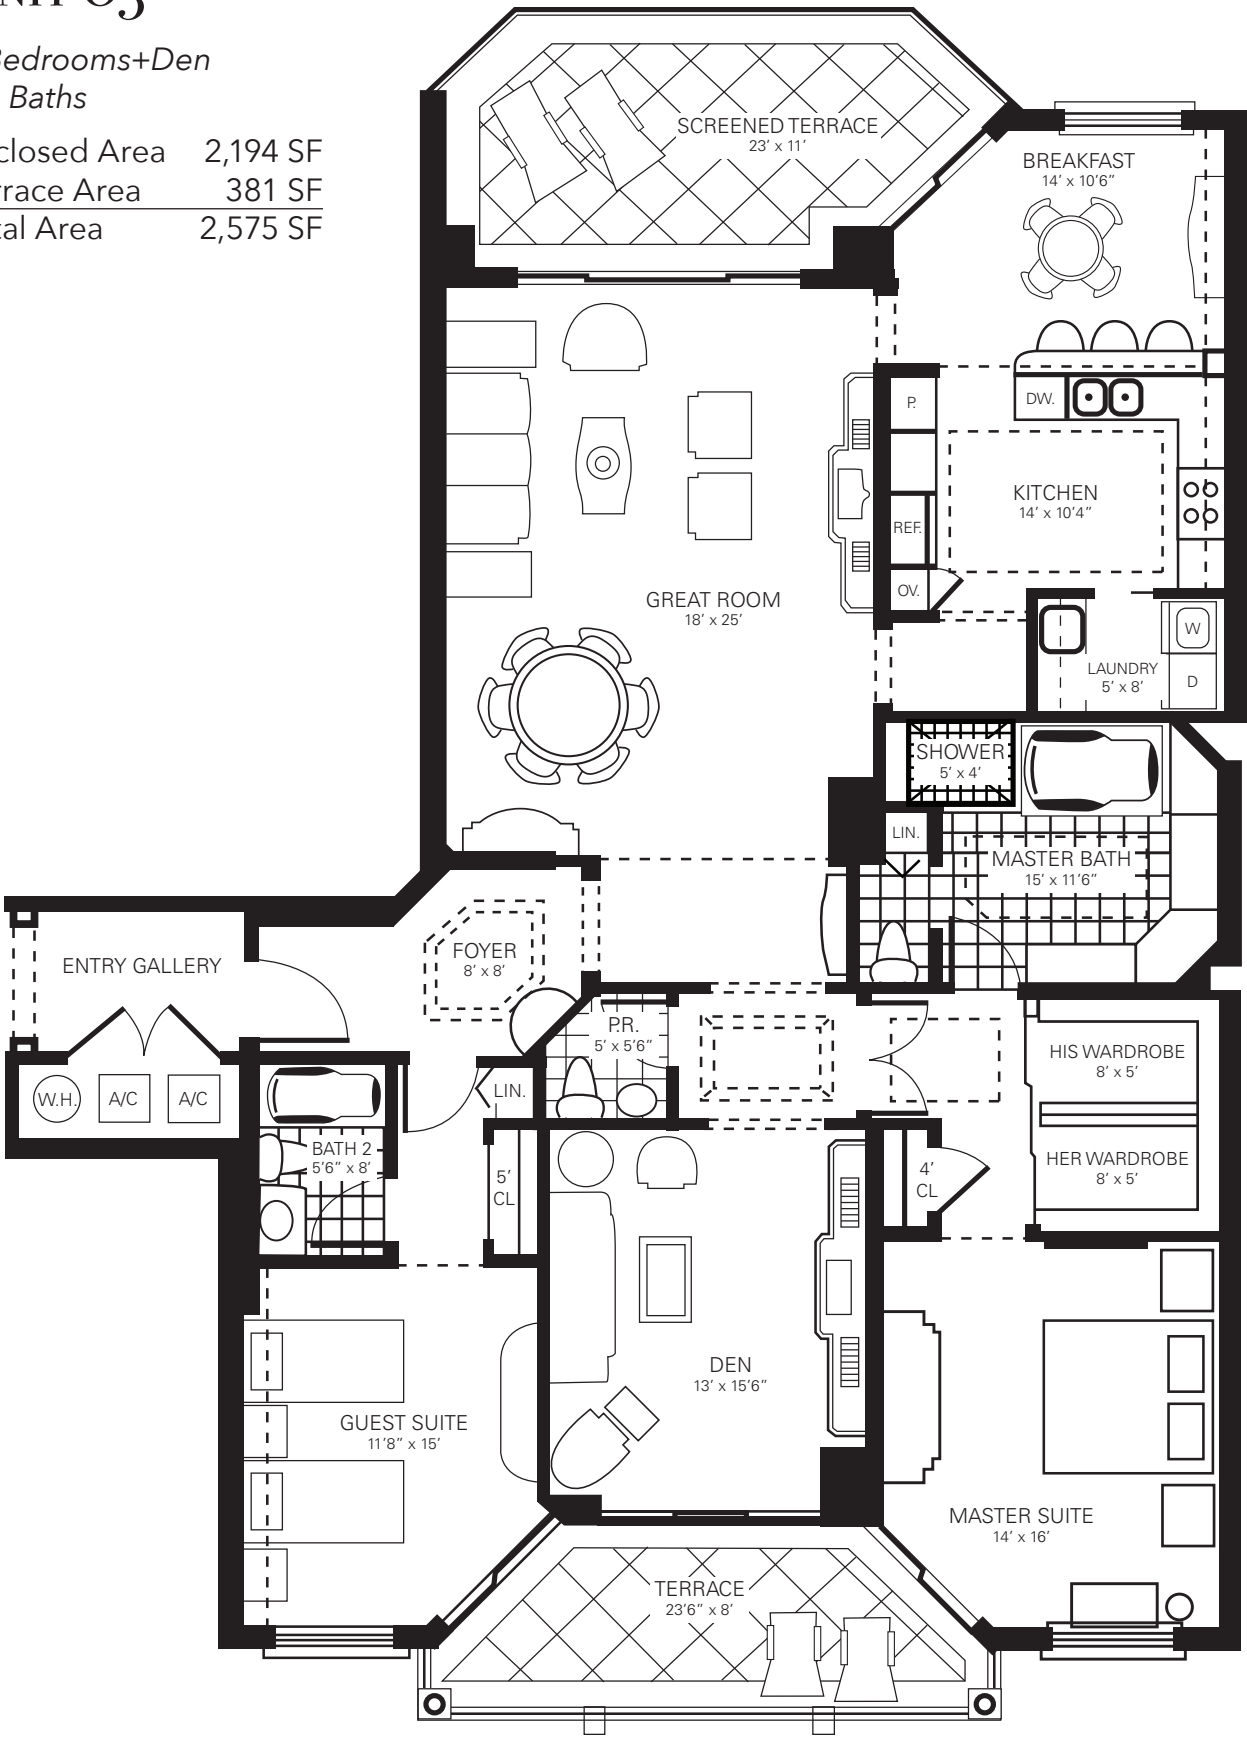 Bedrooms+Den
Baths
closed Area 2,194 SF
rrace Area 381 SF
tal Area 2,575 SF
SCREENED TERRACE
23' x 11'
BREAKFAST
14' x 10'6"
P.
DW.
KITCHEN
14' x 10'4"
REF.
OV.
GREAT ROOM
18' x 25'
W
LAUNDRY
5' x 8'
D
SHOWER
5' x 4'
LIN.
MASTER BATH
15' x 11'6"
FOYER
8' x 8'
ENTRY GALLERY
P.R.
5' x 5'6"
HIS WARDROBE
8' x 5'
W.H.
A/C
A/C
LIN.
BATH 2
5'6" x 8'
5'
CL
4'
CL
HER WARDROBE
8' x 5'
DEN
13' x 15'6"
GUEST SUITE
11'8" x 15'
MASTER SUITE
14' x 16'
TERRACE
23'6" x 8'